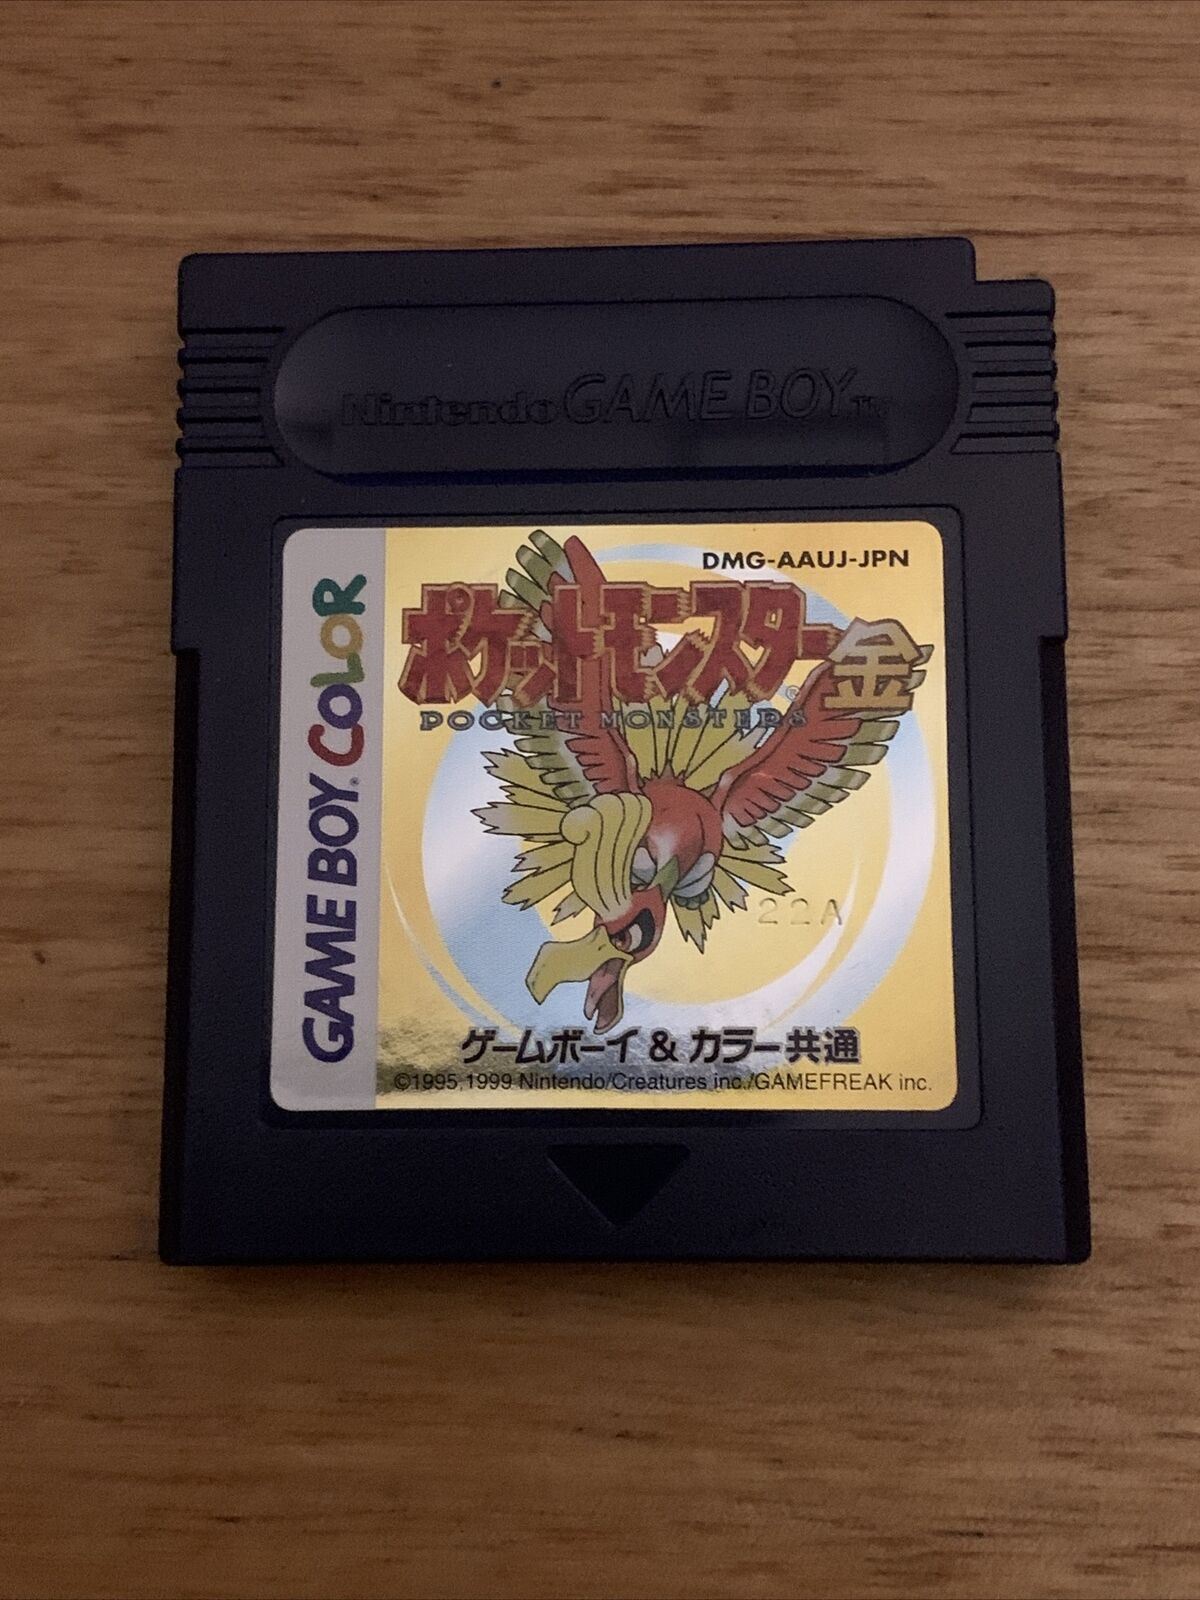 Nintendo GAME BOY TM
GAME BOY COLOR
DMG-AAUJ-JPN
ポケットモンスター® 金
POCKET MONSTERS
22A
ゲームボーイ & カラー共通
©1995,1999 Nintendo/Creatures inc./GAMEFREAK inc.